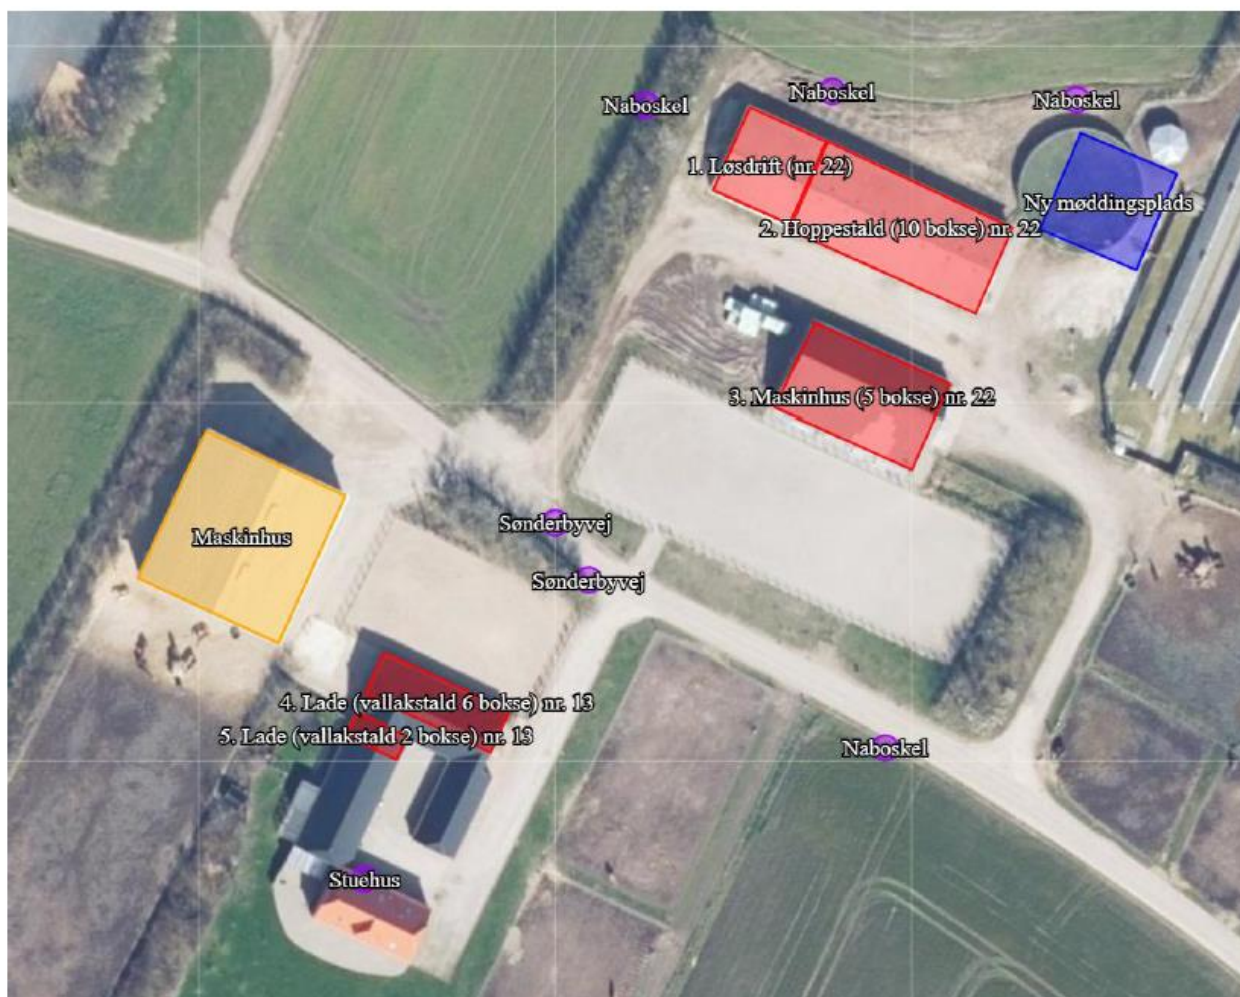 Naboskel
Naboskel
Naboskel
1. Løsdrift (nr. 22)
Ny møddingsplads
2. Hoppestald (10 bokse) nr. 22
3. Maskinhus (5 bokse) nr. 22
Sønderbyvej
Maskinhus
Sønderbyvej
4. Lade (vallakstald 6 bokse) nr. 13
5. Lade (vallakstald 2 bokse) nr. 13
Naboskel
Stuehus